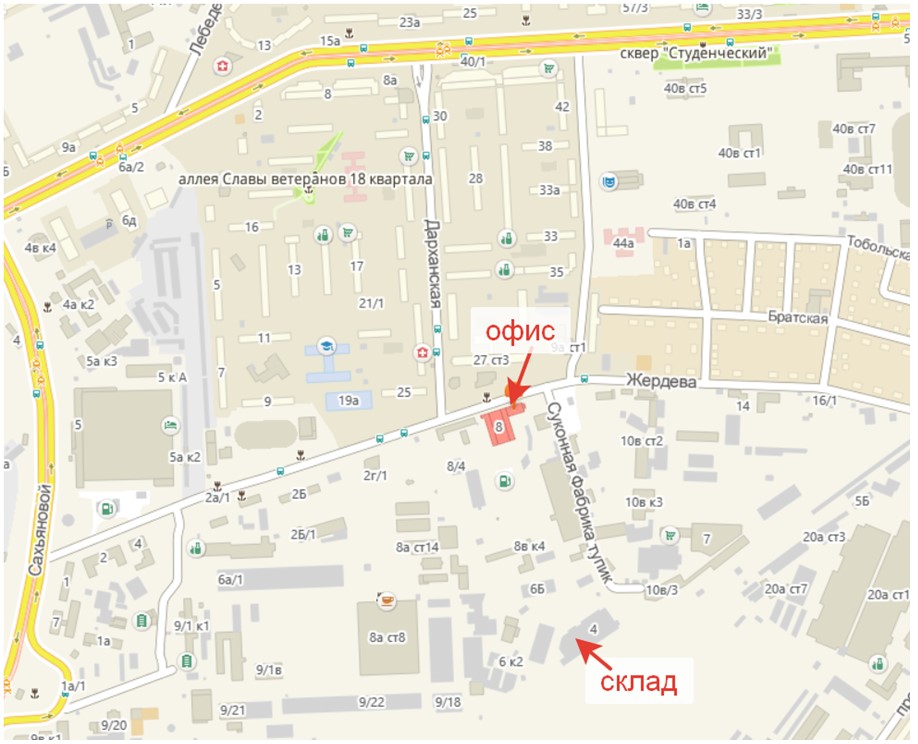 57/3
25
23а
33/3
15а
1
13
Лебеде
сквер "Студенческий"
40/1
8а
40в ст5
8
42
2
5
30
40в ст7
9а
38
40в ст1
6а/2
40в ст11
аллея Славы ветеранов 18 квартала
28
33а
40в ст4
6д
16
Дарханская
33
44а
1а
Тобольска
4в к4
13
17
35
5
4а к2
21/1
Братская
4
11
офис
9а ст1
5а к3
27 ст3
7
5 к А
Жердева
25
19а
9
14
16/1
5
8
Суконная Фабрика тупик
10в ст2
5а к2
8/4
2г/1
2а/1
2Б
5Б
10в к3
Сахьяновой
2Б/1
20а ст3
4
7
2
8а ст14
8в к4
1
6а/1
6Б
10в/3
20а ст7
20а ст1
7
9/1 к1
4
1а
8а ст8
6 к2
9/1в
склад
1а/1
9/22
9/18
9/21
9/20
9в к1